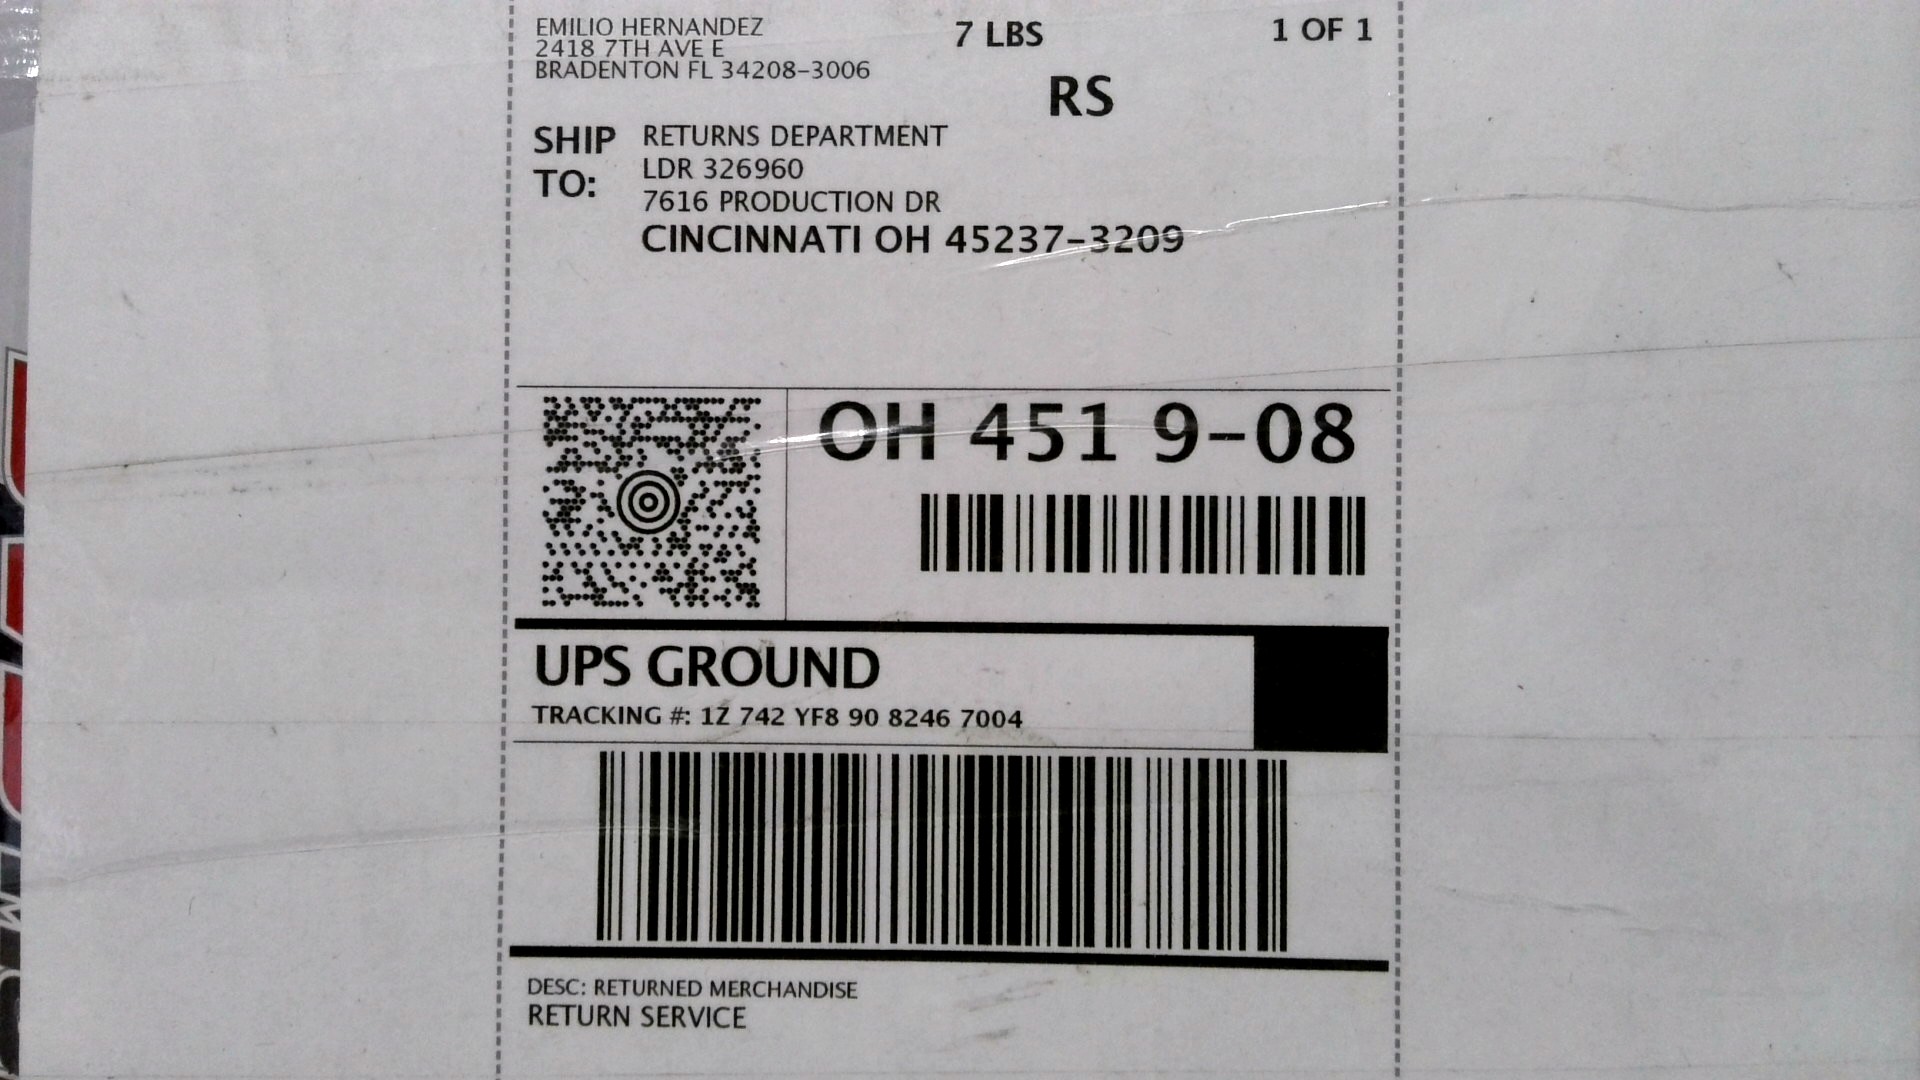 EMILIO HERNANDEZ
2418 7TH AVE E
BRADENTON FL 34208-3006
7 LBS
1 OF 1
RS
SHIP TO:
RETURNS DEPARTMENT
LDR 326960
7616 PRODUCTION DR
CINCINNATI OH 45237-3209
OH 451 9-08
UPS GROUND
TRACKING #: 1Z 742 YF8 90 8246 7004
DESC: RETURNED MERCHANDISE
RETURN SERVICE